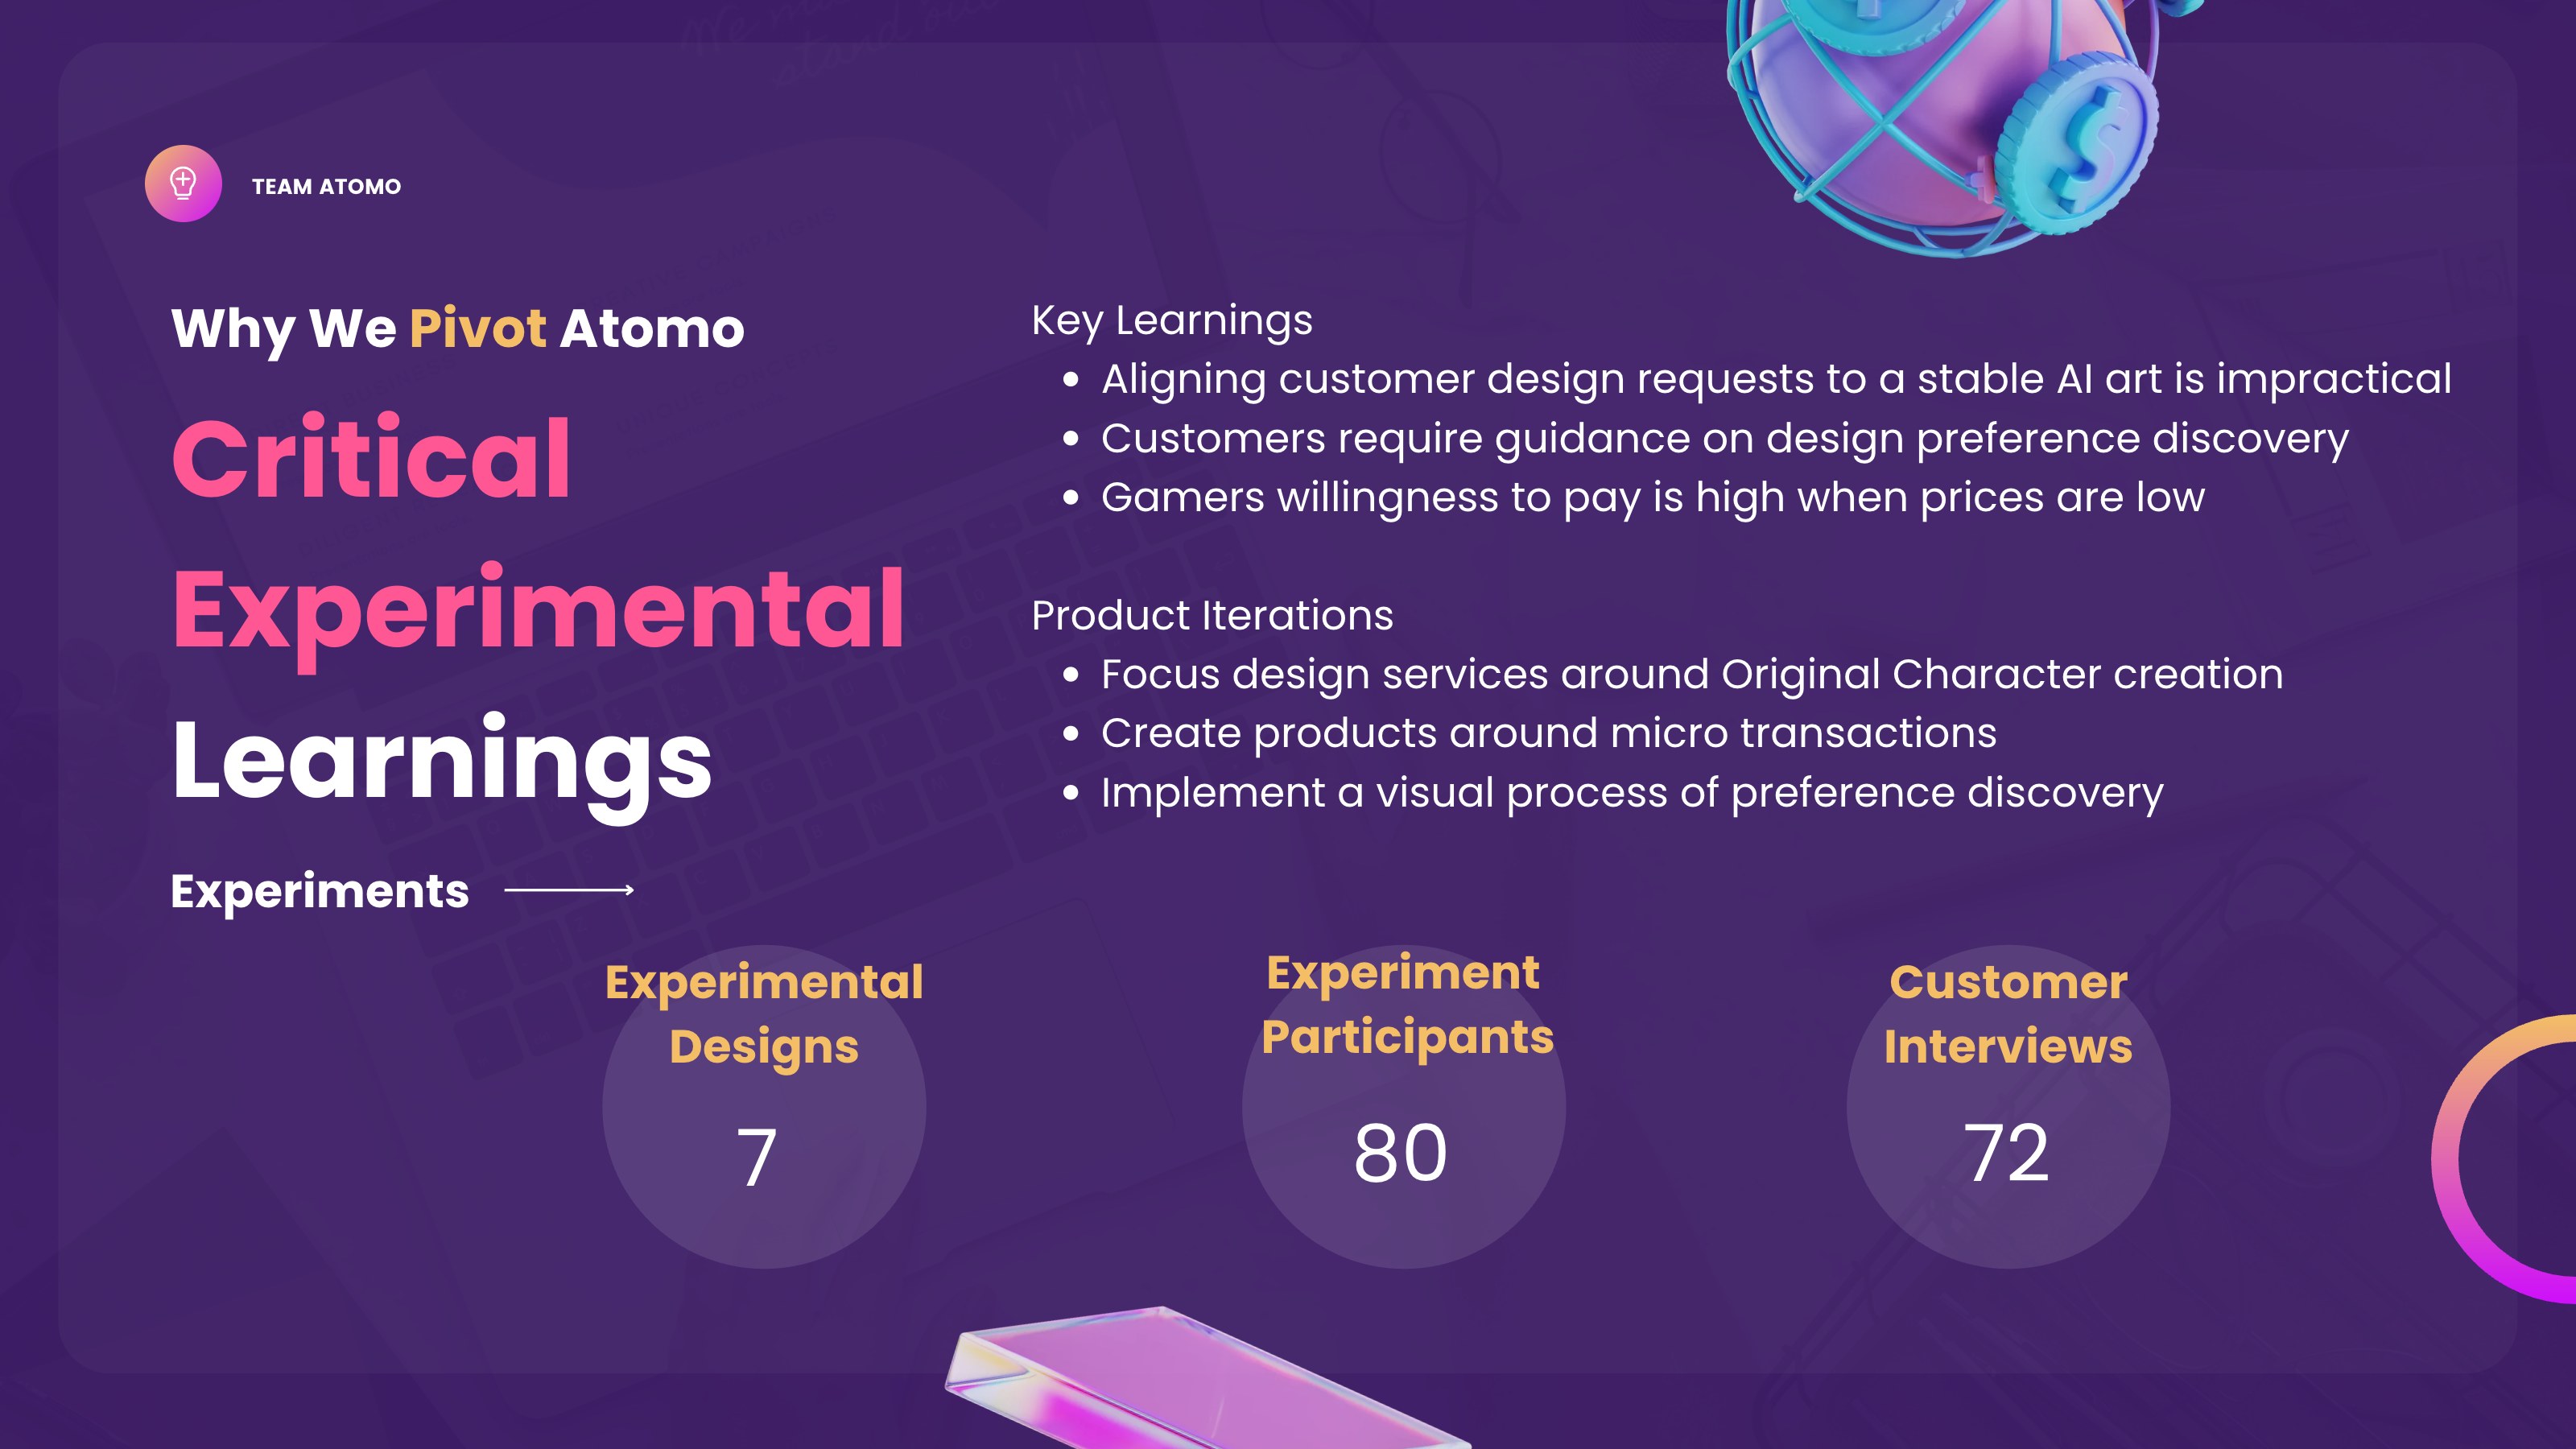 TEAM ATOMO
Why We Pivot Atomo
Critical
Experimental
Learnings
Key Learnings
• Aligning customer design requests to a stable AI art is impractical
• Customers require guidance on design preference discovery
• Gamers willingness to pay is high when prices are low
Product Iterations
• Focus design services around Original Character creation
• Create products around micro transactions
• Implement a visual process of preference discovery
Experiments
Experimental
Designs
7
Experiment
Participants
80
Customer
Interviews
72